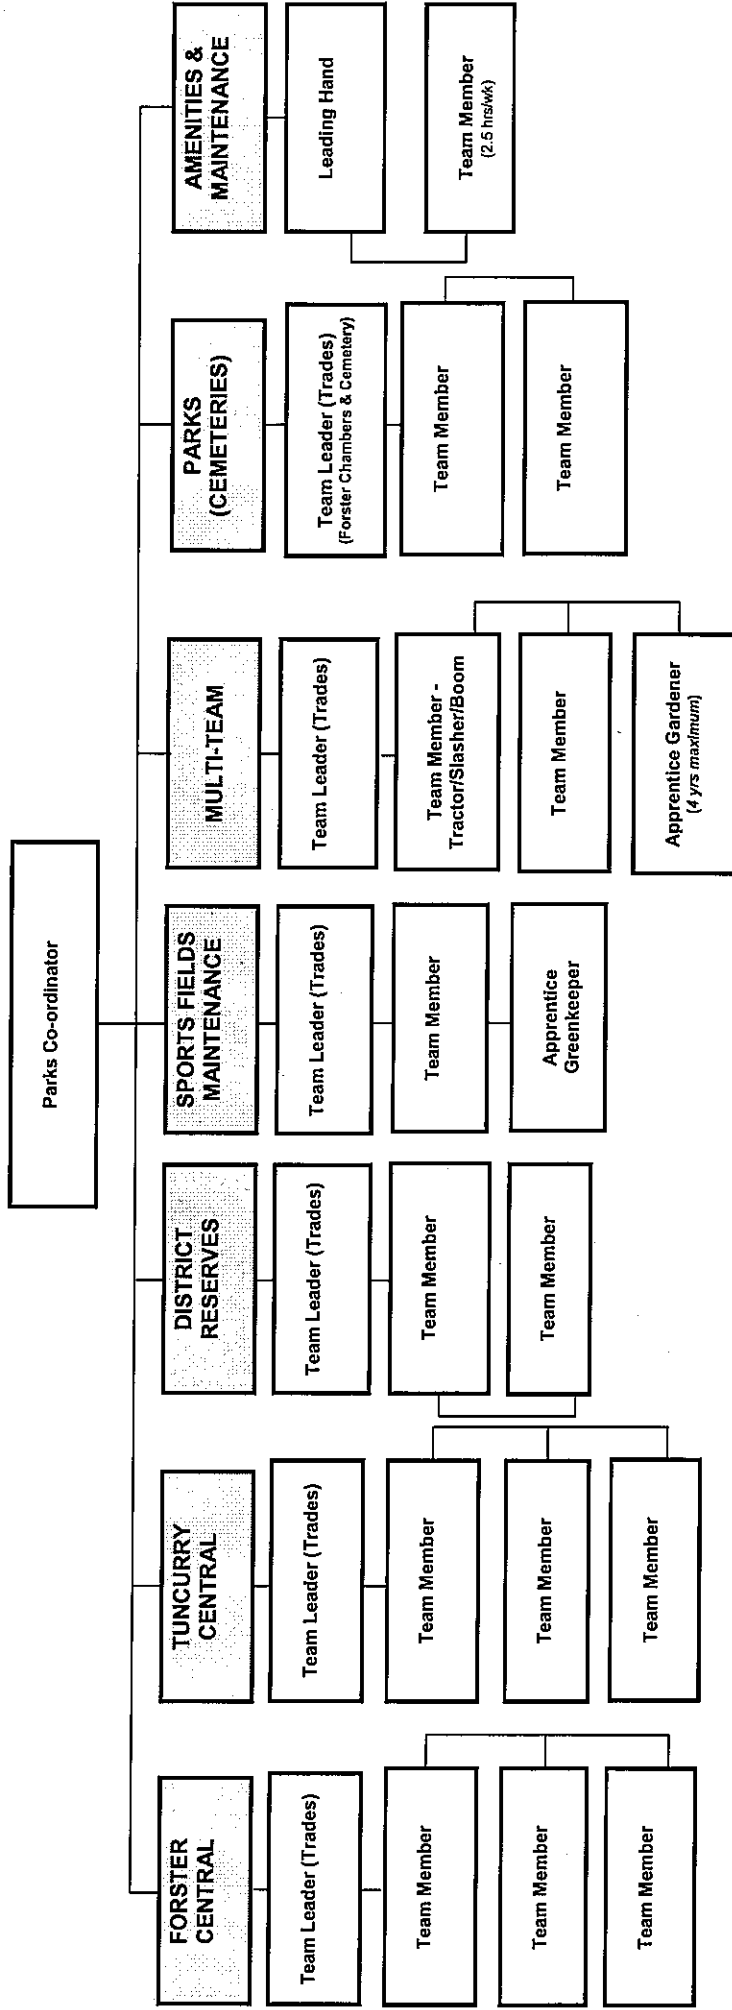 Parks Co-ordinator
FORSTER
CENTRAL
Team Leader (Trades)
Team Member
Team Member
Team Member
TUNCURRY
CENTRAL
Team Leader (Trades)
Team Member
Team Member
Team Member
DISTRICT
RESERVES
Team Leader (Trades)
Team Member
Team Member
SPORTS FIELDS
MAINTENANCE
Team Leader (Trades)
Team Member
Apprentice
Greenkeeper
MULTI-TEAM
Team Leader (Trades)
Team Member -
Tractor/Slasher/Boom
Team Member
Apprentice Gardener
(4 yrs maximum)
PARKS
(CEMETERIES)
Team Leader (Trades)
(Forster Chambers & Cemetery)
Team Member
Team Member
AMENITIES &
MAINTENANCE
Leading Hand
Team Member
(2.5 hrs/wk)